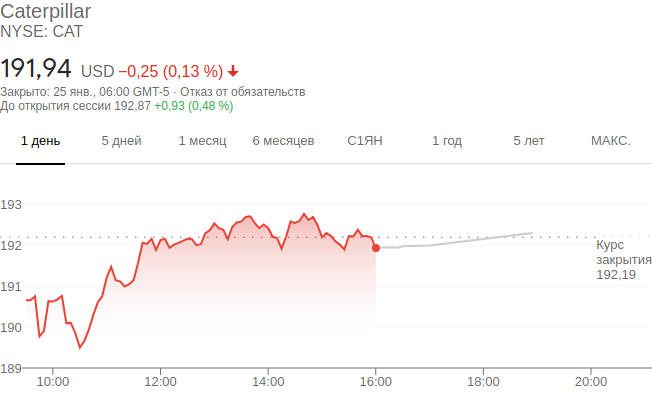 Caterpillar
NYSE: CAT
191,94 USD −0,25 (0,13 %)
Закрыто: 25 янв., 06:00 GMT-5 · Отказ от обязательств
До открытия сессии 192,87 +0,93 (0,48 %)
1 день 5 дней 1 месяц 6 месяцев С1ЯН 1 год 5 лет МАКС.
193
192
191
190
189
Курс
закрытия
192,19
10:00 12:00 14:00 16:00 18:00 20:00